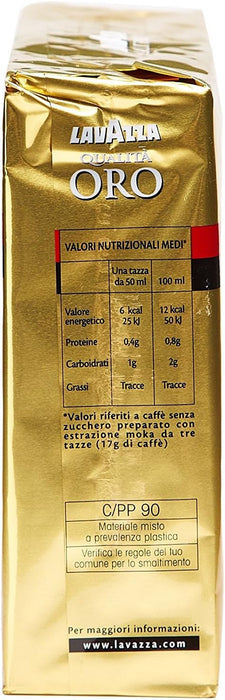 LAVAZZA
QUALITÀ
ORO
VALORI NUTRIZIONALI MEDI*
Una tazza da 50 ml 100 ml
Valore energetico 6 kcal 25 kJ 12 kcal 50 kJ
Proteine 0,4g 0,8g
Carboidrati 1g 2g
Grassi Tracce Tracce
*Valori riferiti a caffè senza
zucchero preparato con
estrazione moka da tre
tazze (17g di caffè)
C/PP 90
Materiale misto
a prevalenza plastica
Verifica le regole del tuo
comune per lo smaltimento
Per maggiori informazioni:
www.lavazza.com